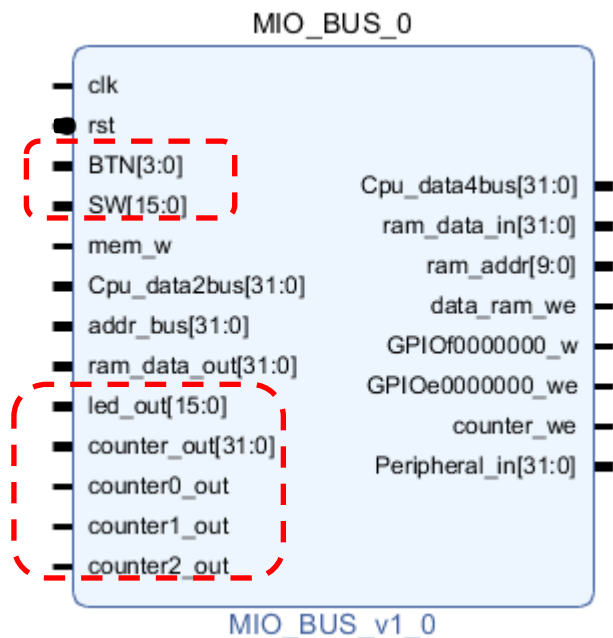 MIO_BUS_0
clk
rst
BTN[3:0]
SW[15:0]
mem_w
Cpu_data2bus[31:0]
addr_bus[31:0]
ram_data_out[31:0]
led_out[15:0]
counter_out[31:0]
counter0_out
counter1_out
counter2_out
Cpu_data4bus[31:0]
ram_data_in[31:0]
ram_addr[9:0]
data_ram_we
GPIOf0000000_w
GPIOe0000000_we
counter_we
Peripheral_in[31:0]
MIO_BUS_v1_0